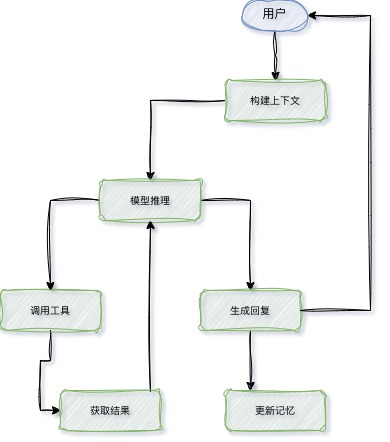 用户
构建上下文
模型推理
调用工具
生成回复
获取结果
更新记忆